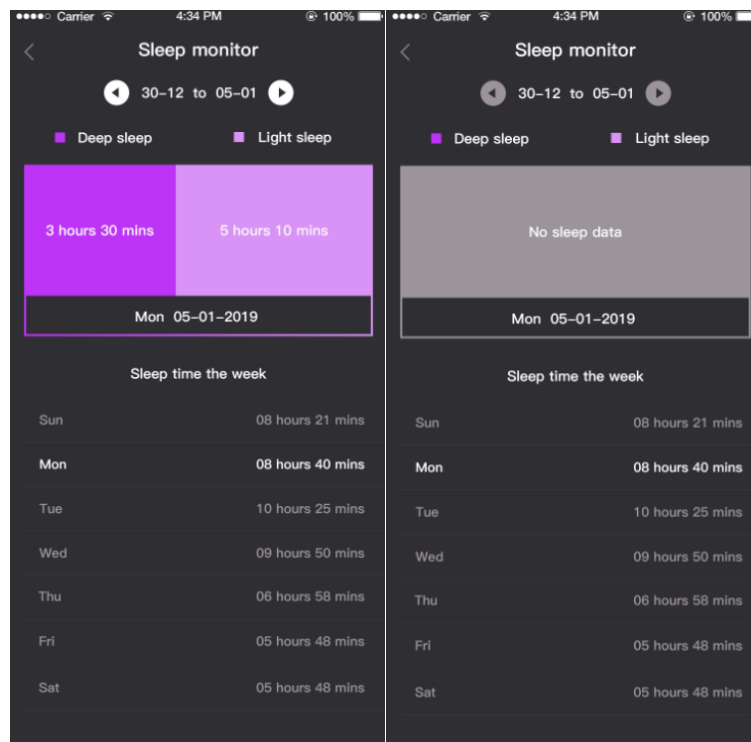 Carrier 4:34 PM 100%
Sleep monitor
30-12 to 05-01
Deep sleep Light sleep
3 hours 30 mins 5 hours 10 mins
Mon 05-01-2019
Sleep time the week
Sun 08 hours 21 mins
Mon 08 hours 40 mins
Tue 10 hours 25 mins
Wed 09 hours 50 mins
Thu 06 hours 58 mins
Fri 05 hours 48 mins
Sat 05 hours 48 mins
Carrier 4:34 PM 100%
Sleep monitor
30-12 to 05-01
Deep sleep Light sleep
No sleep data
Mon 05-01-2019
Sleep time the week
Sun 08 hours 21 mins
Mon 08 hours 40 mins
Tue 10 hours 25 mins
Wed 09 hours 50 mins
Thu 06 hours 58 mins
Fri 05 hours 48 mins
Sat 05 hours 48 mins